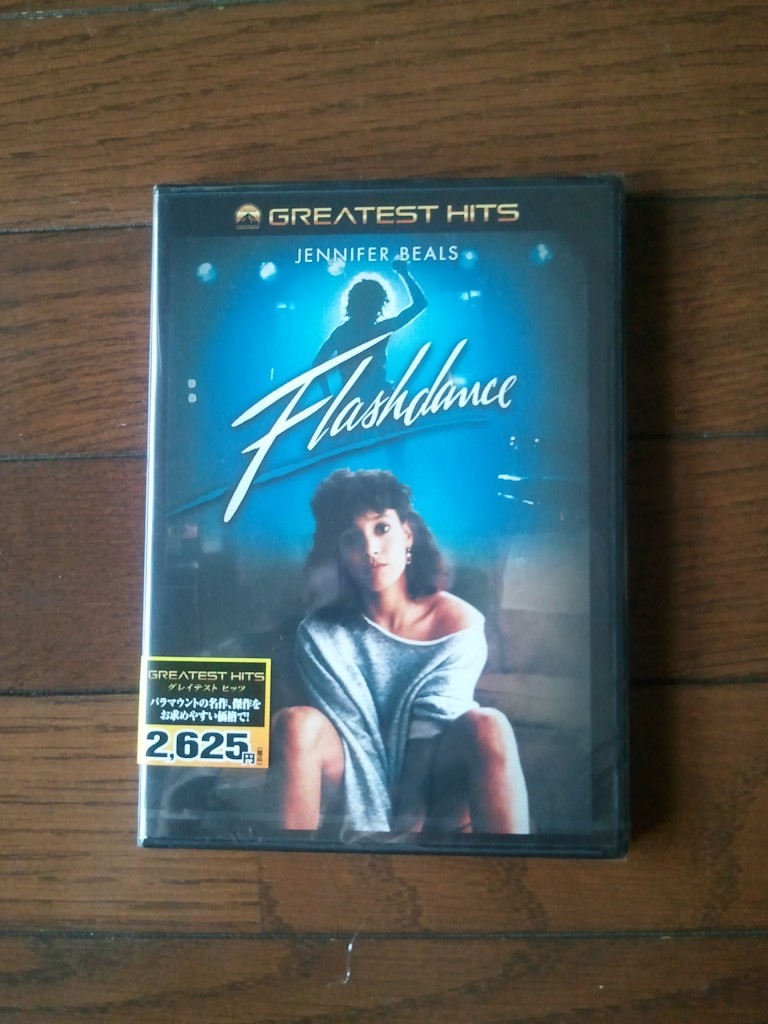 GREATEST HITS
JENNIFER BEALS
Flashdance
GREATEST HITS
グレイテスト ヒッツ
パラマウントの名作、傑作を
お求めやすい価格で!
2,625円